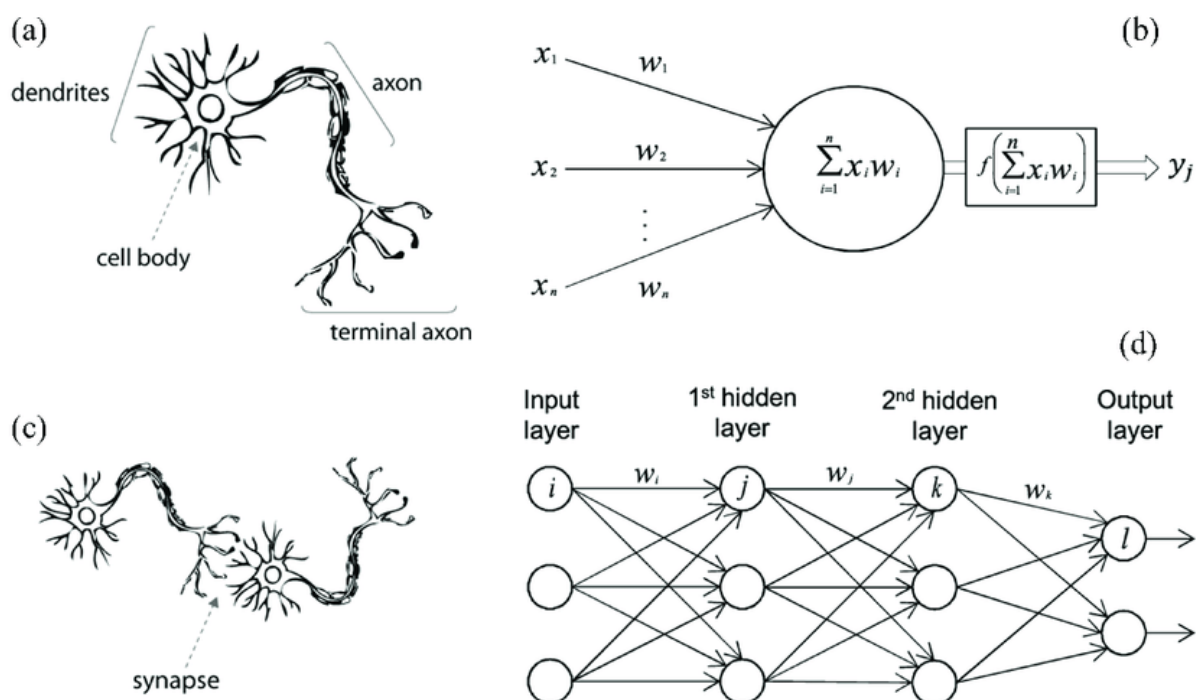 (a)
dendrites
axon
cell body
terminal axon
(b)
x₁
w₁
x₂
w₂
⋮
xₙ
wₙ
∑ⁿᵢ₌₁ xᵢwᵢ
f(∑ⁿᵢ₌₁ xᵢwᵢ)
yⱼ
(c)
synapse
(d)
Input
layer
1st hidden
layer
2nd hidden
layer
Output
layer
i
wᵢ
j
wⱼ
k
wₖ
l